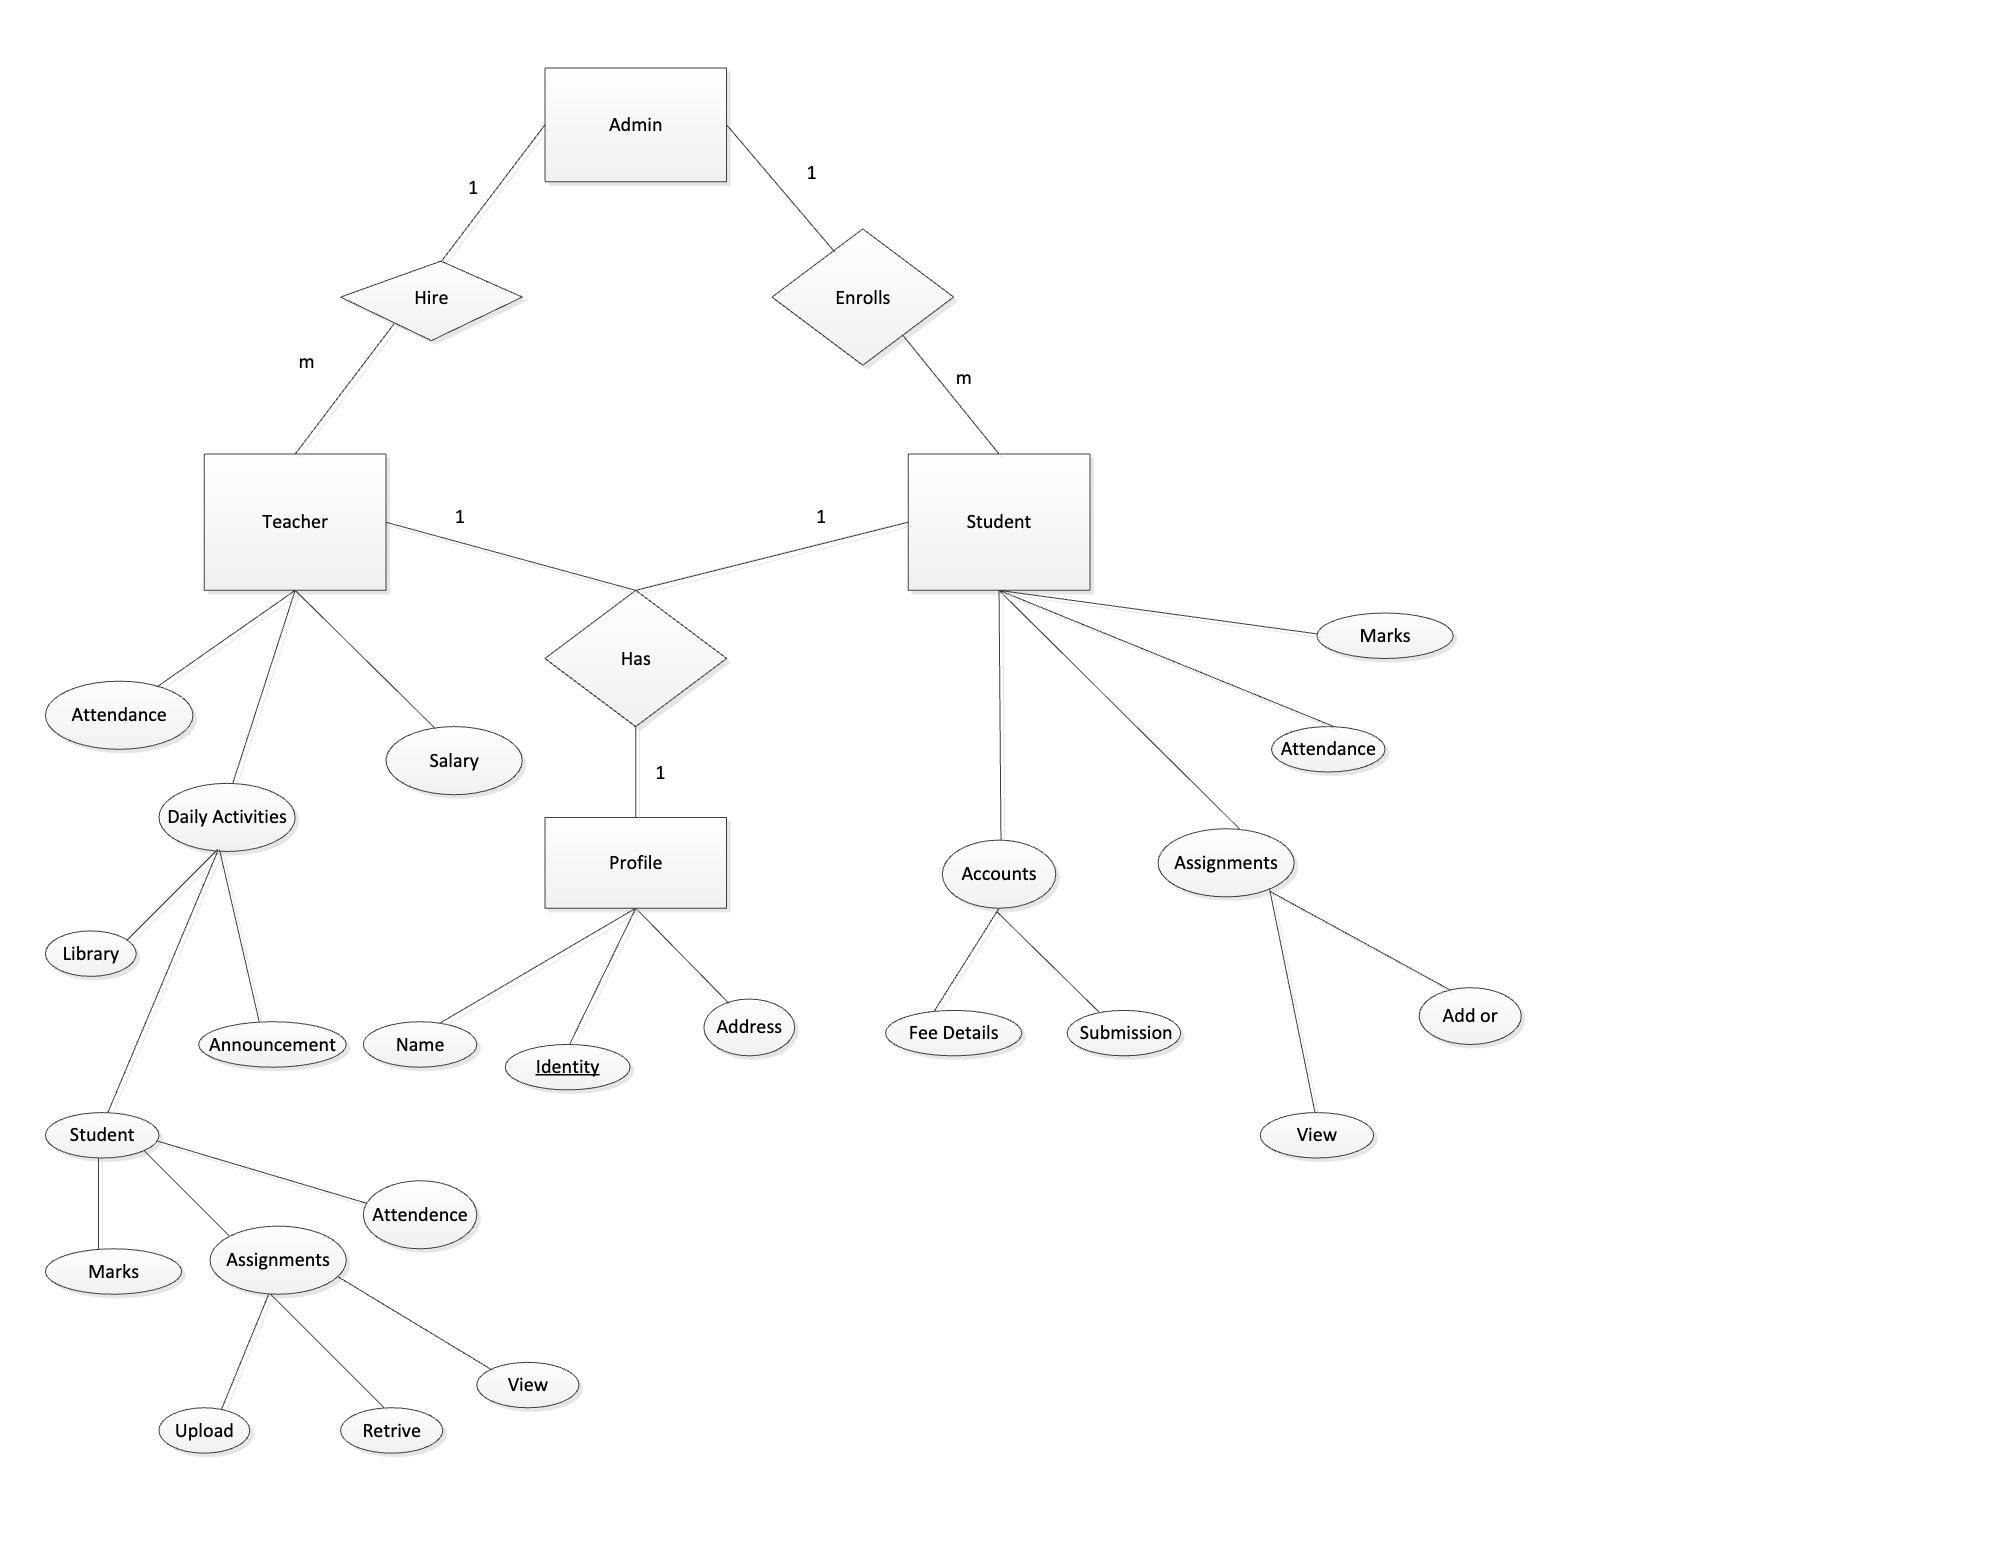 Admin
1
1
Hire
Enrolls
m
m
Teacher
1
1
Student
Has
Marks
Attendance
Salary
Attendance
1
Daily Activities
Profile
Accounts
Assignments
Library
Announcement
Name
Identity
Address
Fee Details
Submission
Add or
Student
View
Attendence
Marks
Assignments
View
Upload
Retrive